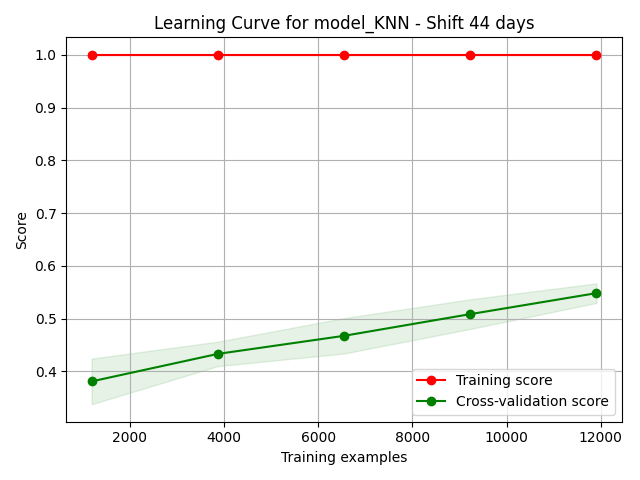 Learning Curve for model_KNN - Shift 44 days
Score
1.0
0.9
0.8
0.7
0.6
0.5
0.4
Training score
Cross-validation score
2000 4000 6000 8000 10000 12000
Training examples